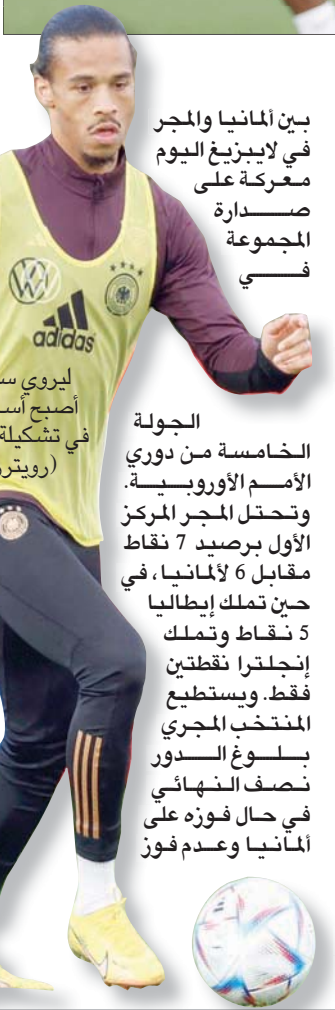 بين ألمانيا والمجر
في لايبزيغ اليوم
معركة على
صدارة
المجموعة
في
الجولة
الخامسة من دوري
الأمم الأوروبية.
وتحتل المجر المركز
الأول برصيد 7 نقاط
مقابل 6 لألمانيا، في
حين تملك إيطاليا
5 نقاط وتملك
إنجلترا نقطتين
فقط. ويستطيع
المنتخب المجري
بلوغ الدور
نصف النهائي
في حال فوزه على
ألمانيا وعدم فوز
ليروي
أصبح
في تشكيلة
adidas